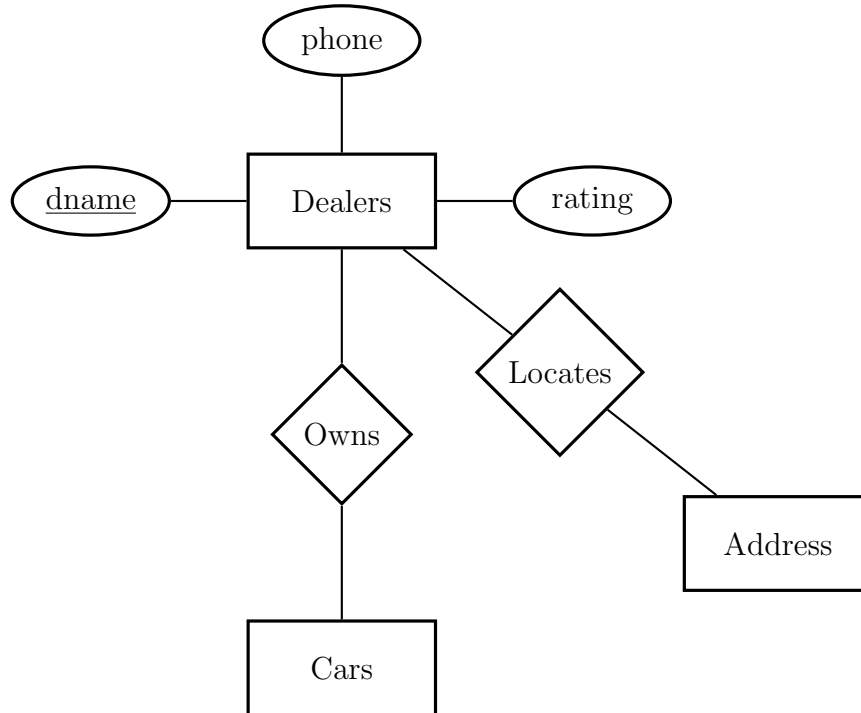 phone
dname
Dealers
rating
Locates
Owns
Address
Cars